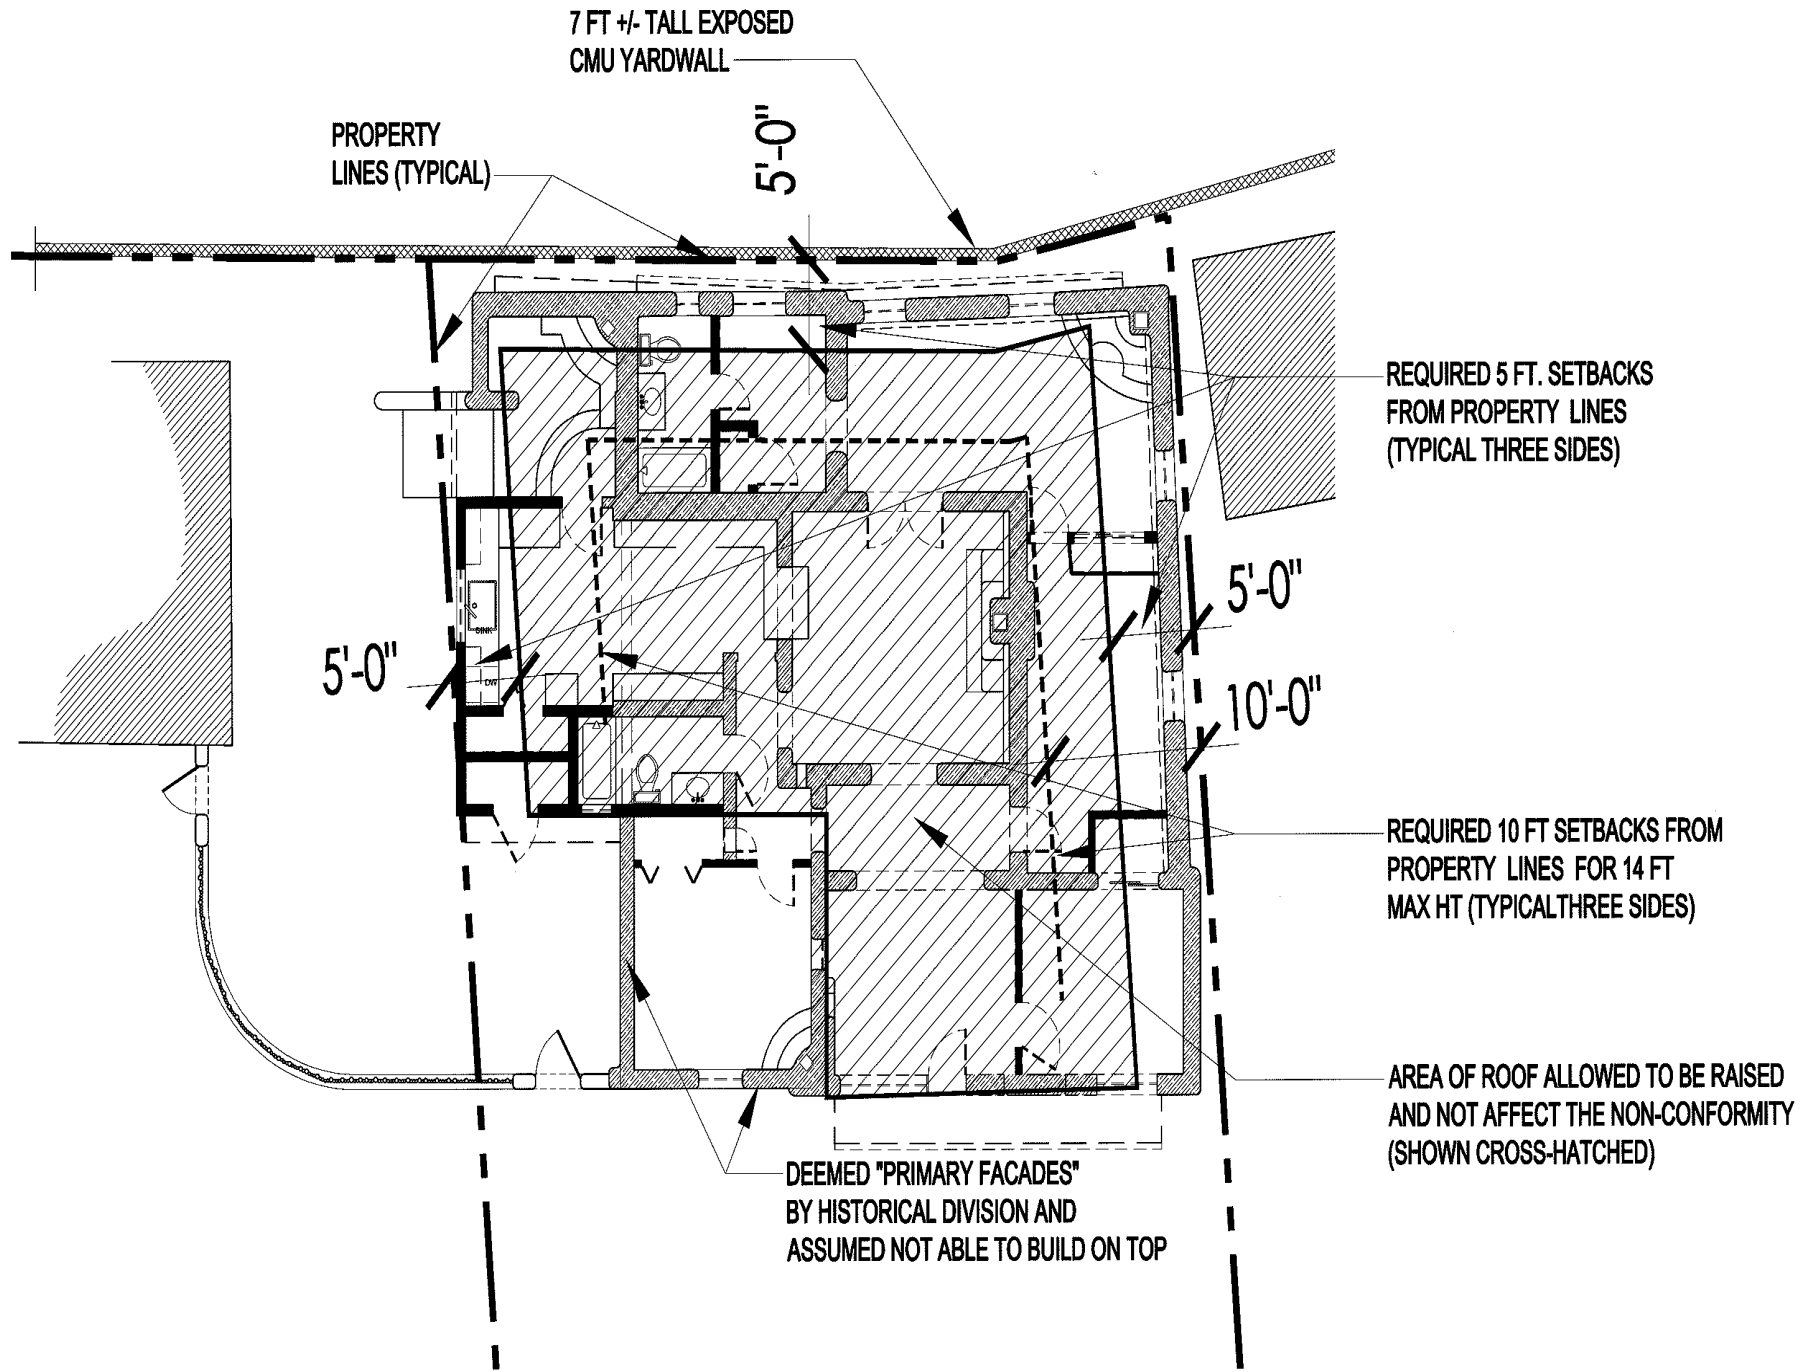 7 FT +/- TALL EXPOSED
CMU YARDWALL
5'-0"
PROPERTY
LINES (TYPICAL)
REQUIRED 5 FT. SETBACKS
FROM PROPERTY LINES
(TYPICAL THREE SIDES)
5'-0"
SINK
5'-0"
DW
10'-0"
REQUIRED 10 FT SETBACKS FROM
PROPERTY LINES FOR 14 FT
MAX HT (TYPICALTHREE SIDES)
AREA OF ROOF ALLOWED TO BE RAISED
AND NOT AFFECT THE NON-CONFORMITY
(SHOWN CROSS-HATCHED)
DEEMED "PRIMARY FACADES"
BY HISTORICAL DIVISION AND
ASSUMED NOT ABLE TO BUILD ON TOP